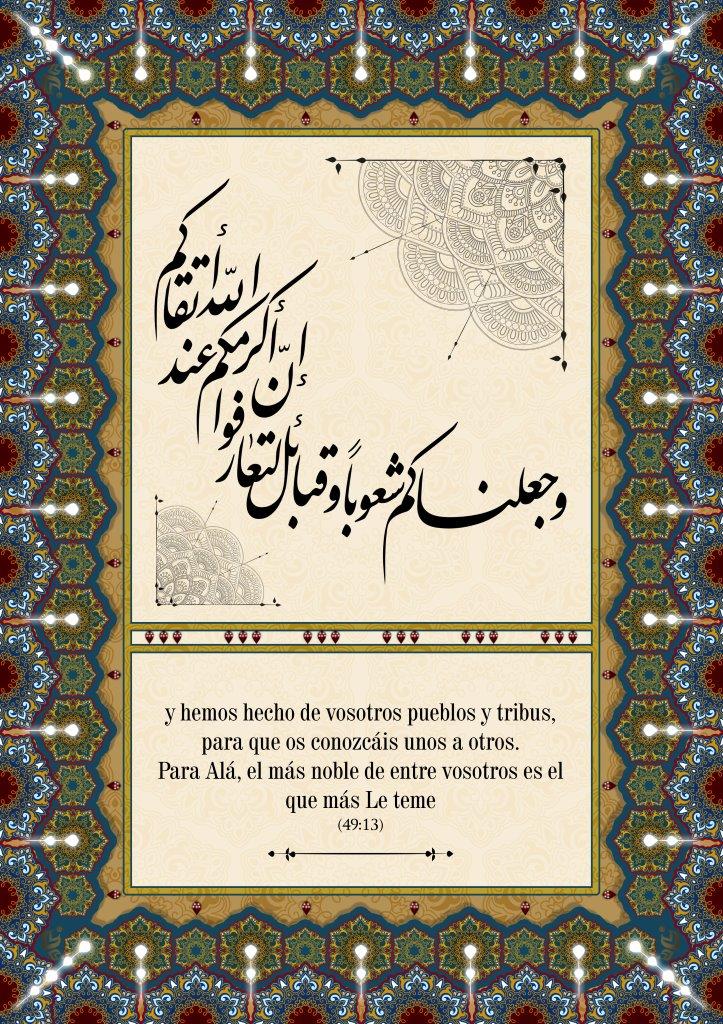 وجعلناكم شعوباً وقبائل لتعارفوا
إنّ أكرمكم عند
اللّه أتقاكم
y hemos hecho de vosotros pueblos y tribus,
para que os conozcáis unos a otros.
Para Alá, el más noble de entre vosotros es el
que más Le teme
(49:13)